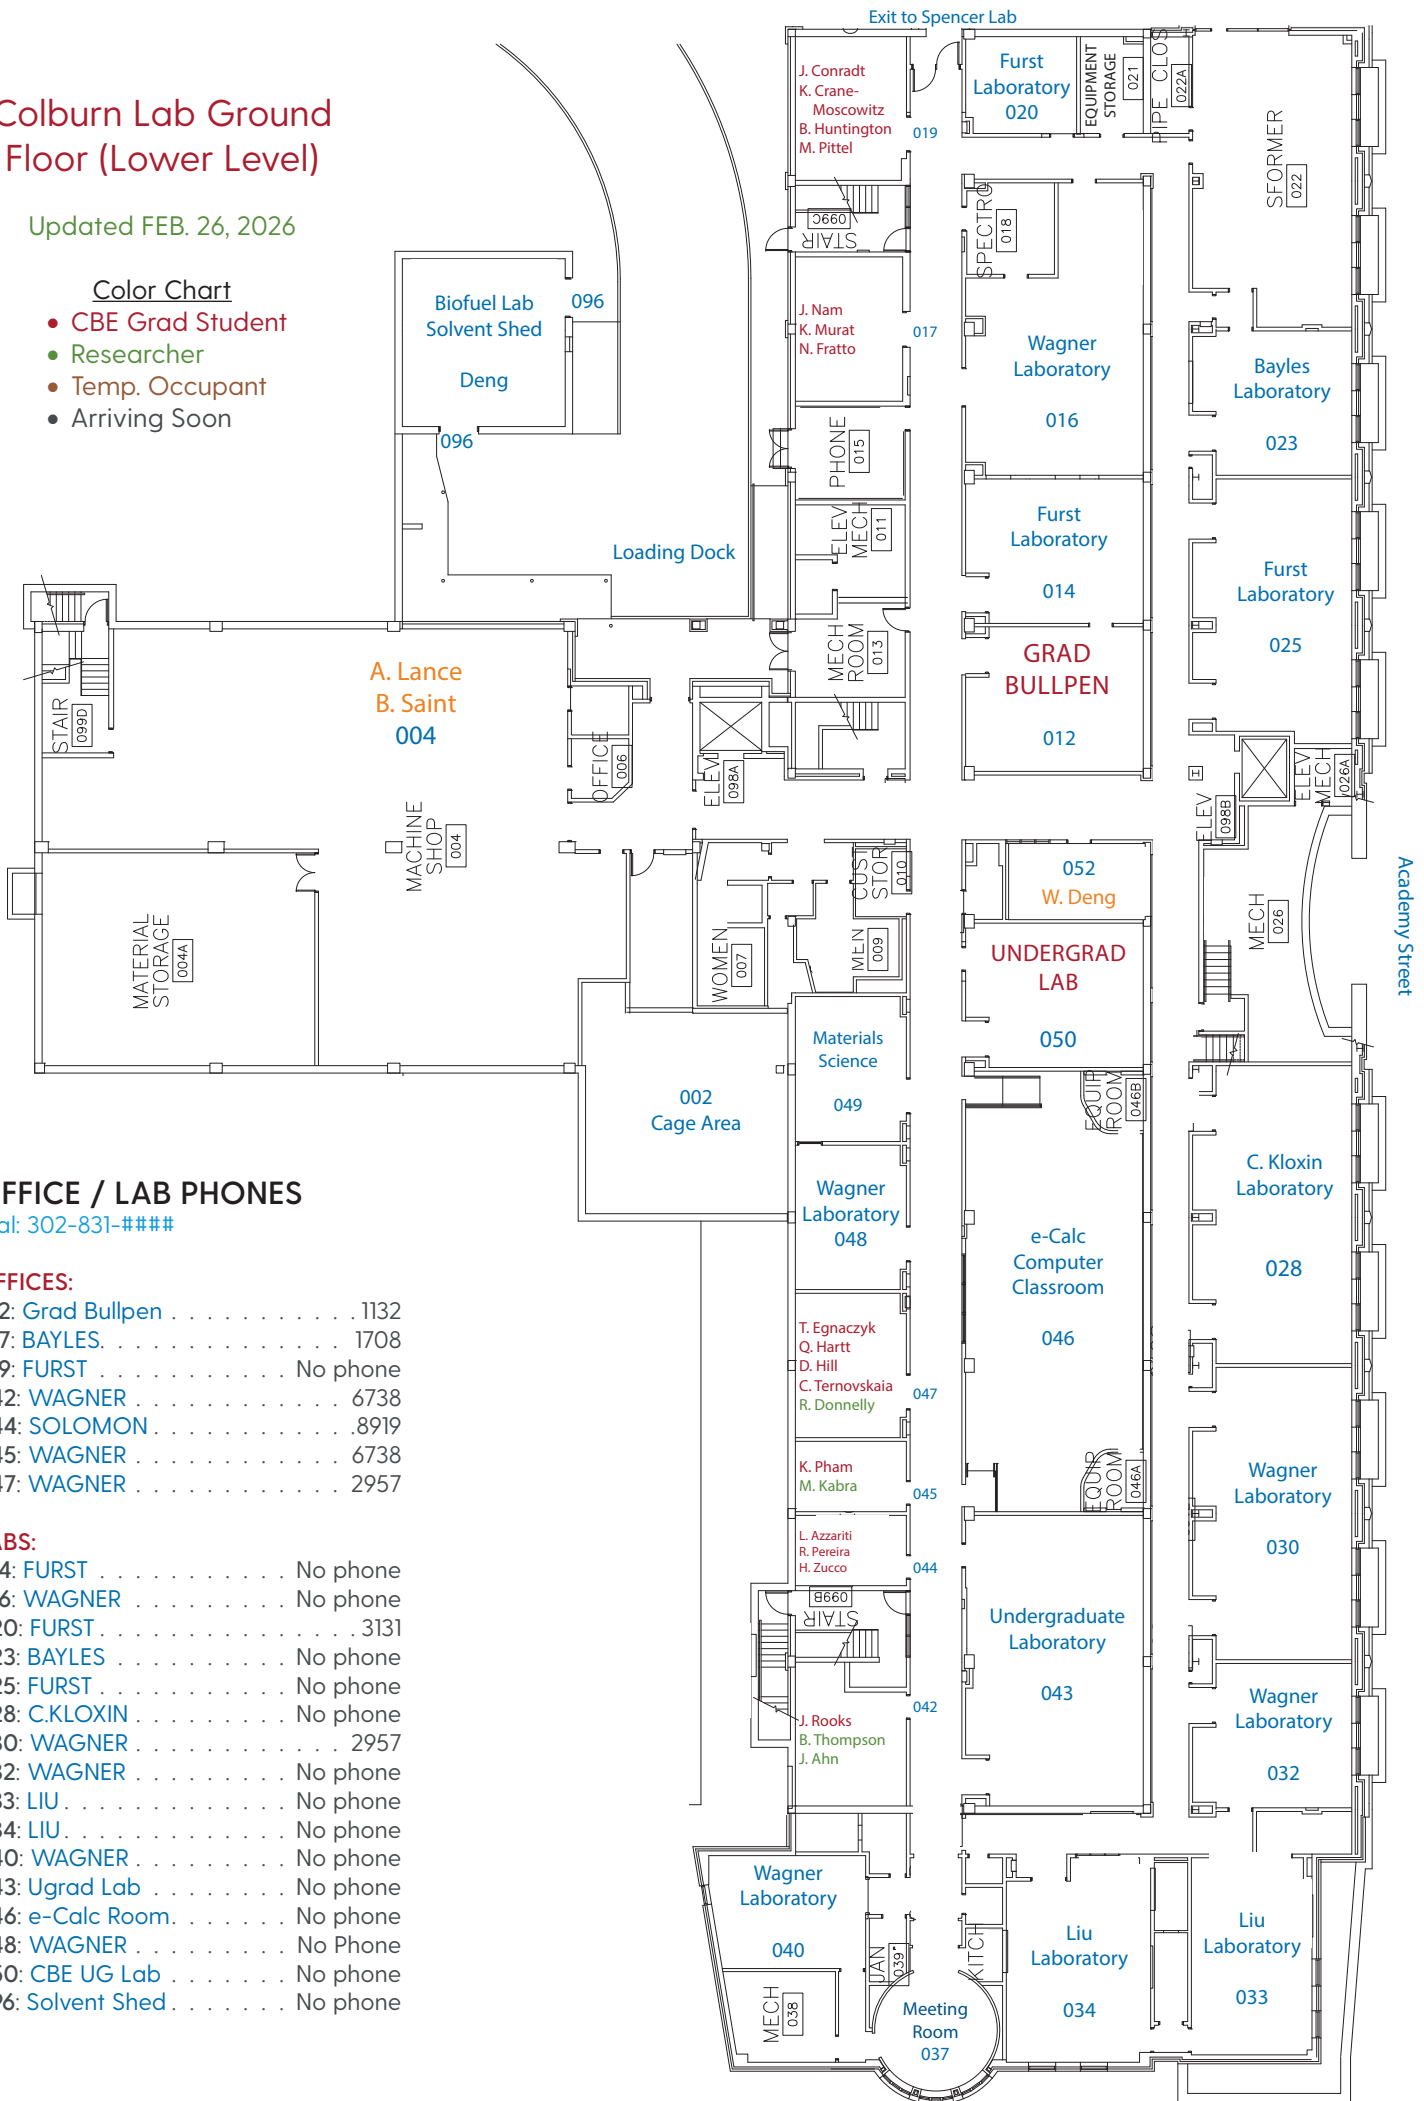 Exit to Spencer Lab
Colburn Lab Ground
Floor (Lower Level)
Updated FEB. 26, 2026
Color Chart
• CBE Grad Student
• Researcher
• Temp. Occupant
• Arriving Soon
Biofuel Lab
Solvent Shed
Deng
096
096
Loading Dock
J. Conradt
K. Crane-
Moscowitz
B. Huntington
M. Pittel
019
Furst
Laboratory
020
EQUIPMENT
STORAGE
021
PIPE CLOS
022A
SFORMER
022
STAIR
099C
SPECTRO
018
J. Nam
K. Murat
N. Fratto
017
Wagner
Laboratory
016
Bayles
Laboratory
023
PHONE
015
ELEV
MECH
011
Furst
Laboratory
014
Furst
Laboratory
025
MECH
ROOM
013
GRAD
BULLPEN
012
A. Lance
B. Saint
004
STAIR
099D
OFFICE
006
ELEV
098A
MACHINE
SHOP
004
MATERIAL
STORAGE
004A
ELEV
098B
ELEV
MECH
026A
CUS
STOR
010
052
W. Deng
WOMEN
007
MEN
009
UNDERGRAD
LAB
050
MECH
026
Academy Street
Materials
Science
049
002
Cage Area
EQUIP
ROOM
046B
Wagner
Laboratory
048
C. Kloxin
Laboratory
028
e-Calc
Computer
Classroom
046
T. Egnaczyk
Q. Hartt
D. Hill
C. Ternovskaia
R. Donnelly
047
K. Pham
M. Kabra
045
EQUIP
ROOM
046A
Wagner
Laboratory
030
L. Azzariti
R. Pereira
H. Zucco
044
STAIR
099B
Undergraduate
Laboratory
043
J. Rooks
B. Thompson
J. Ahn
042
Wagner
Laboratory
032
Wagner
Laboratory
040
MECH
038
JAN
039
KITCH
Meeting
Room
037
Liu
Laboratory
034
Liu
Laboratory
033
FFICE / LAB PHONES
al: 302-831-####
FFICES:
2: Grad Bullpen . . . . . . . . . . . . 1132
7: BAYLES. . . . . . . . . . . . . 1708
9: FURST . . . . . . . . . . . No phone
42: WAGNER . . . . . . . . . . . . . 6738
44: SOLOMON . . . . . . . . . . . .8919
45: WAGNER . . . . . . . . . . . . . 6738
47: WAGNER . . . . . . . . . . . . . 2957
ABS:
4: FURST . . . . . . . . . . . No phone
6: WAGNER . . . . . . . . . No phone
20: FURST . . . . . . . . . . . . . . . 3131
23: BAYLES . . . . . . . . . . No phone
25: FURST . . . . . . . . . . . No phone
28: C.KLOXIN . . . . . . . . . No phone
30: WAGNER . . . . . . . . . . . . . 2957
32: WAGNER . . . . . . . . . No phone
33: LIU . . . . . . . . . . . . . No phone
34: LIU . . . . . . . . . . . . . No phone
40: WAGNER . . . . . . . . . No phone
43: Ugrad Lab . . . . . . . . No phone
46: e-Calc Room . . . . . . . No phone
48: WAGNER . . . . . . . . . No Phone
50: CBE UG Lab . . . . . . . No phone
96: Solvent Shed . . . . . . . No phone